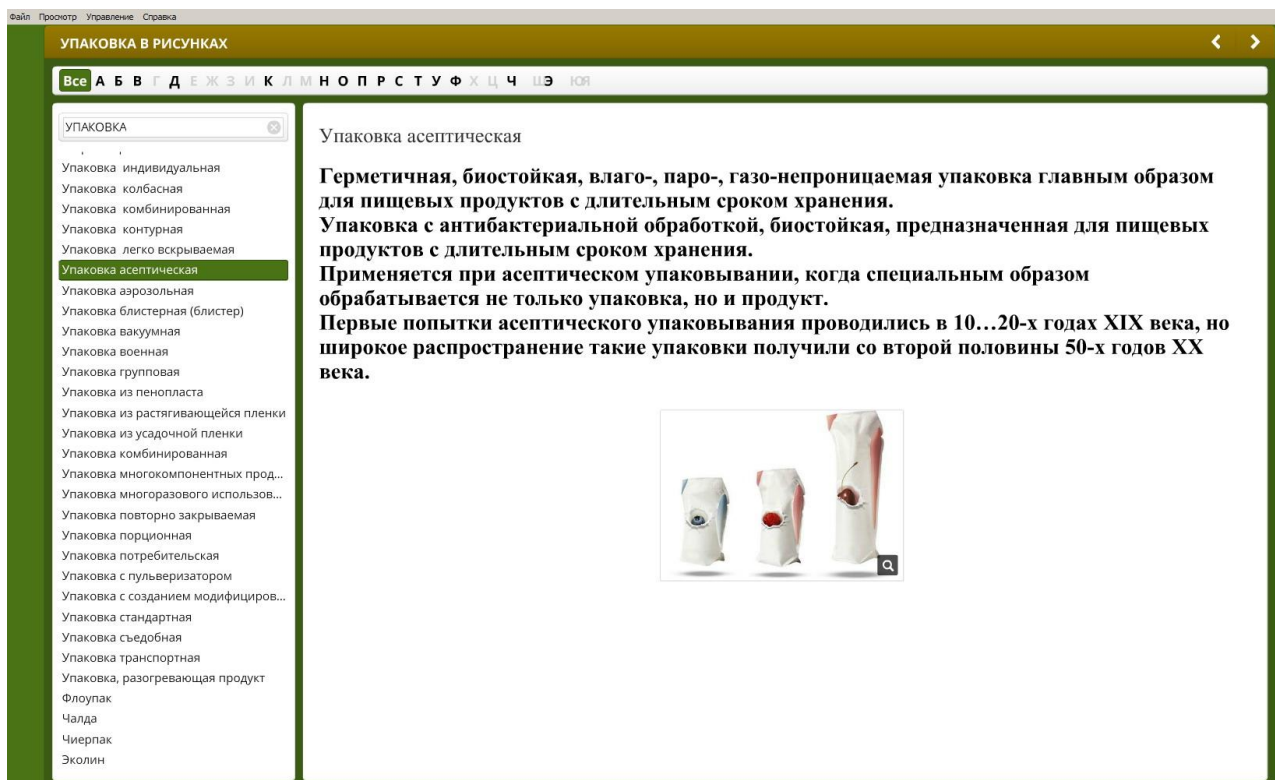 Файл Просмотр Управление Справка
УПАКОВКА В РИСУНКАХ
Все А Б В Г Д Е Ж З И К Л М Н О П Р С Т У Ф Х Ц Ч Ш Э Ю Я
УПАКОВКА
Упаковка индивидуальная
Упаковка колбасная
Упаковка комбинированная
Упаковка контурная
Упаковка легко вскрываемая
Упаковка асептическая
Упаковка аэрозольная
Упаковка блистерная (блистер)
Упаковка вакуумная
Упаковка военная
Упаковка групповая
Упаковка из пенопласта
Упаковка из растягивающейся пленки
Упаковка из усадочной пленки
Упаковка комбинированная
Упаковка многокомпонентных прод...
Упаковка многоразового использов...
Упаковка повторно закрываемая
Упаковка порционная
Упаковка потребительская
Упаковка с пульверизатором
Упаковка с созданием модифициров...
Упаковка стандартная
Упаковка съедобная
Упаковка транспортная
Упаковка, разогревающая продукт
Флоупак
Чалда
Чиерпак
Эколин
Упаковка асептическая
Герметичная, биостойкая, влаго-, паро-, газо-непроницаемая упаковка главным образом
для пищевых продуктов с длительным сроком хранения.
Упаковка с антибактериальной обработкой, биостойкая, предназначенная для пищевых
продуктов с длительным сроком хранения.
Применяется при асептическом упаковывании, когда специальным образом
обрабатывается не только упаковка, но и продукт.
Первые попытки асептического упаковывания проводились в 10…20-х годах XIX века, но
широкое распространение такие упаковки получили со второй половины 50-х годов XX
века.